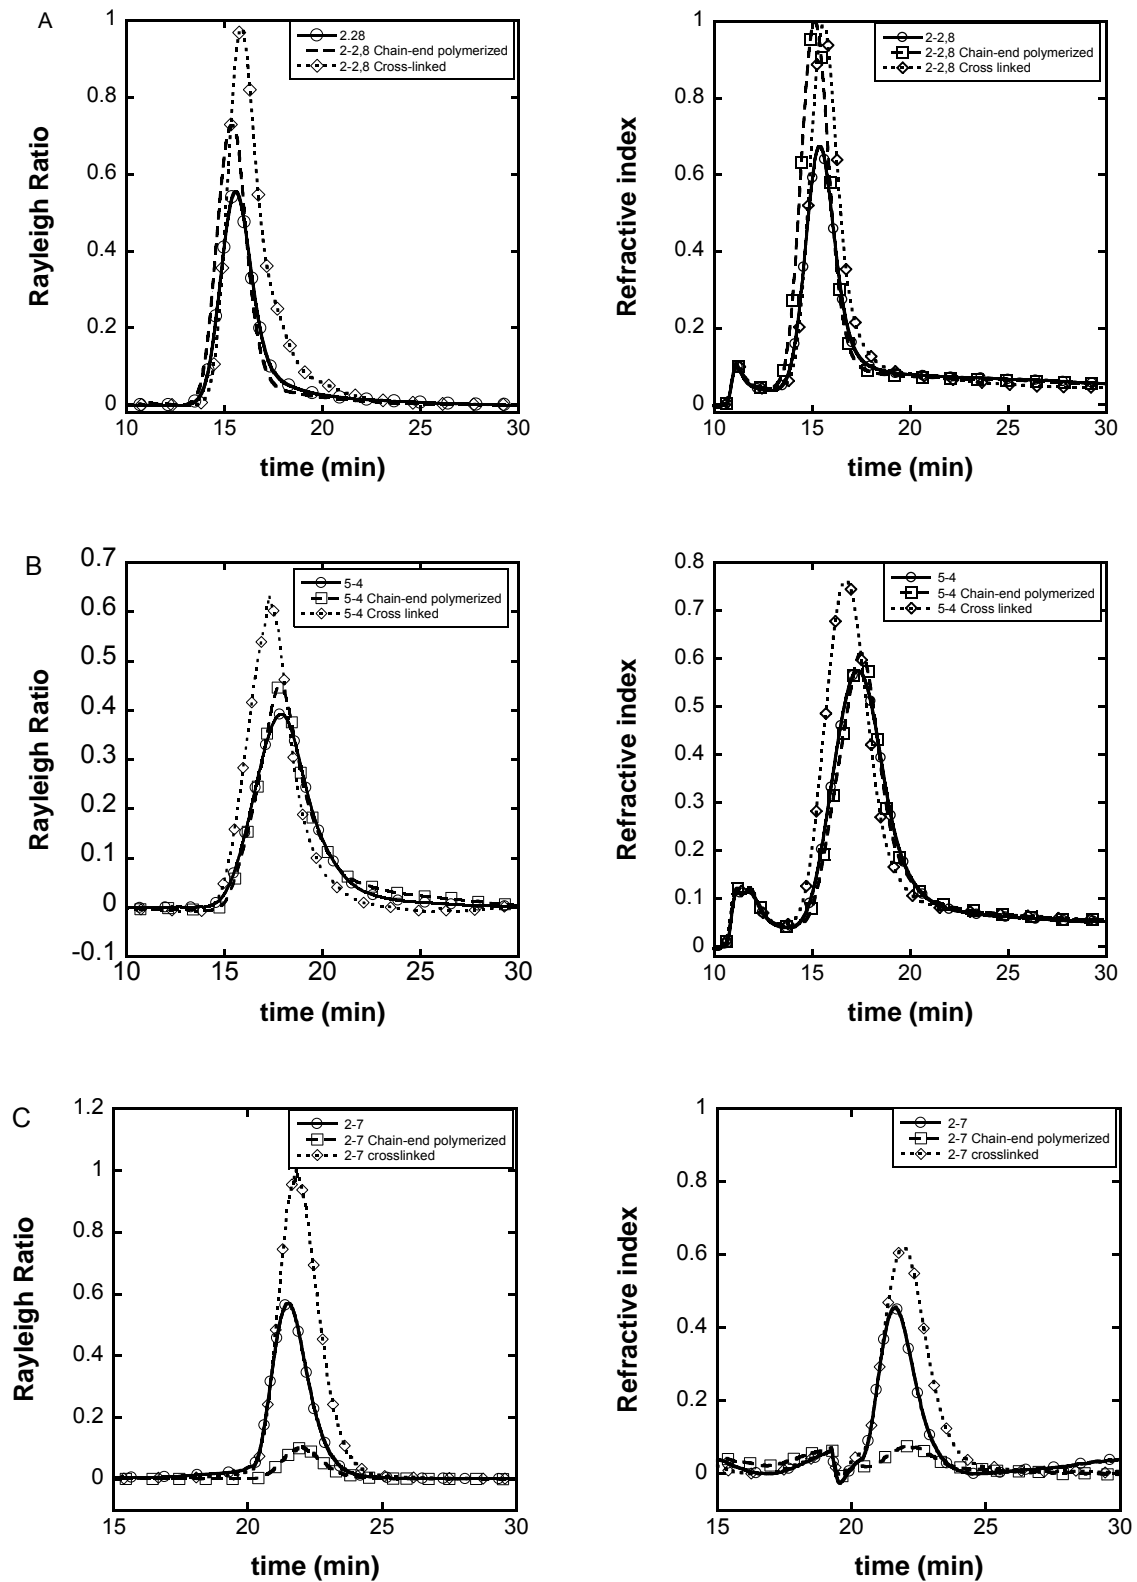 A
Rayleigh Ratio
1
0.8
0.6
0.4
0.2
0
2.28
2-2,8 Chain-end polymerized
2-2,8 Cross-linked
10 15 20 25 30
time (min)
Refractive index
1
0.8
0.6
0.4
0.2
0
2-2,8
2-2,8 Chain-end polymerized
2-2,8 Cross linked
10 15 20 25 30
time (min)
B
Rayleigh Ratio
0.7
0.6
0.5
0.4
0.3
0.2
0.1
0
-0.1
5-4
5-4 Chain-end polymerized
5-4 Cross linked
10 15 20 25 30
time (min)
Refractive index
0.8
0.7
0.6
0.5
0.4
0.3
0.2
0.1
0
5-4
5-4 Chain-end polymerized
5-4 Cross linked
10 15 20 25 30
time (min)
C
Rayleigh Ratio
1.2
1
0.8
0.6
0.4
0.2
0
2-7
2-7 Chain-end polymerized
2-7 crosslinked
15 20 25 30
time (min)
Refractive index
1
0.8
0.6
0.4
0.2
0
2-7
2-7 Chain-end polymerized
2-7 crosslinked
15 20 25 30
time (min)